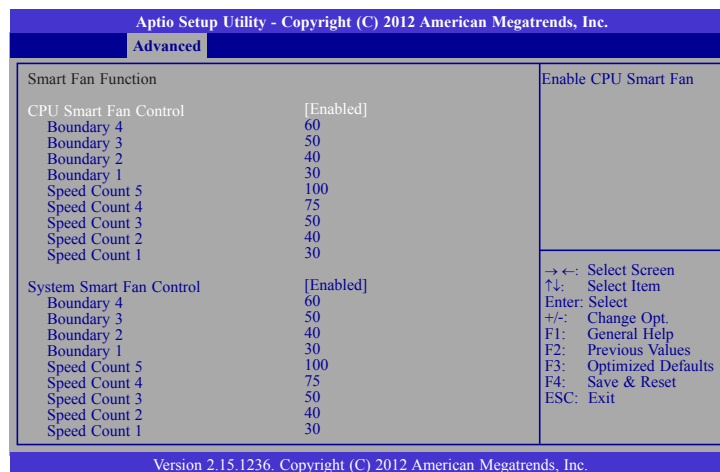 Aptio Setup Utility - Copyright (C) 2012 American Megatrends, Inc.
Advanced
Smart Fan Function
CPU Smart Fan Control [Enabled]
Boundary 4 60
Boundary 3 50
Boundary 2 40
Boundary 1 30
Speed Count 5 100
Speed Count 4 75
Speed Count 3 50
Speed Count 2 40
Speed Count 1 30
System Smart Fan Control [Enabled]
Boundary 4 60
Boundary 3 50
Boundary 2 40
Boundary 1 30
Speed Count 5 100
Speed Count 4 75
Speed Count 3 50
Speed Count 2 40
Speed Count 1 30
Enable CPU Smart Fan
→ ←: Select Screen
↑↓: Select Item
Enter: Select
+/-: Change Opt.
F1: General Help
F2: Previous Values
F3: Optimized Defaults
F4: Save & Reset
ESC: Exit
Version 2.15.1236. Copyright (C) 2012 American Megatrends, Inc.